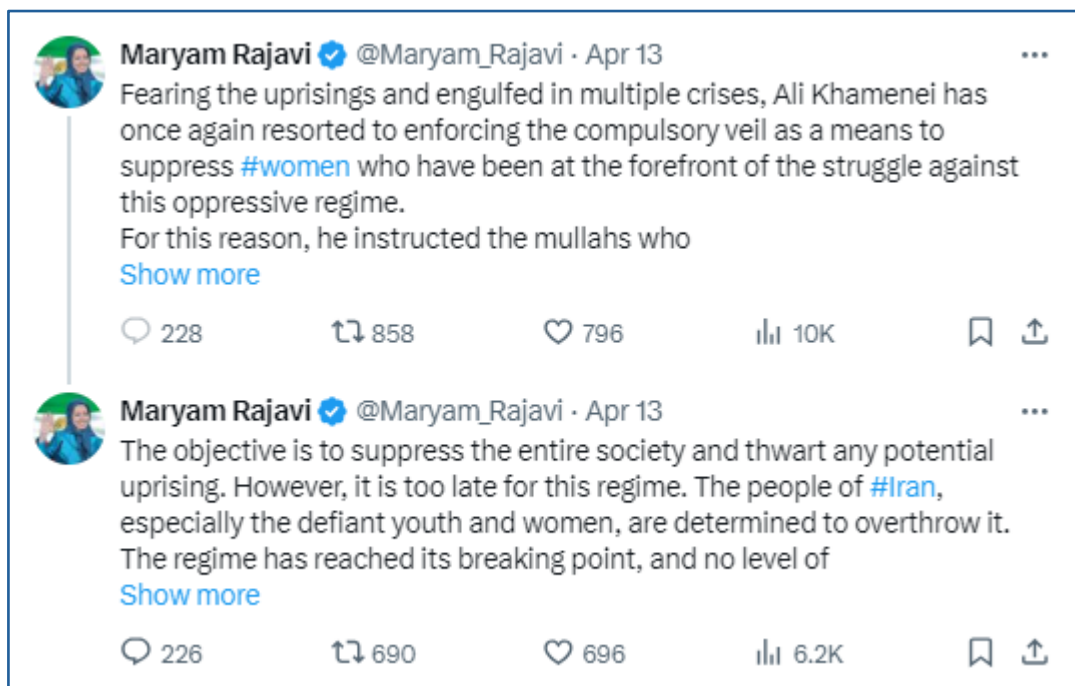 Maryam Rajavi @Maryam_Rajavi · Apr 13
Fearing the uprisings and engulfed in multiple crises, Ali Khamenei has
once again resorted to enforcing the compulsory veil as a means to
suppress #women who have been at the forefront of the struggle against
this oppressive regime.
For this reason, he instructed the mullahs who
Show more
228 858 796 10K
Maryam Rajavi @Maryam_Rajavi · Apr 13
The objective is to suppress the entire society and thwart any potential
uprising. However, it is too late for this regime. The people of #Iran,
especially the defiant youth and women, are determined to overthrow it.
The regime has reached its breaking point, and no level of
Show more
226 690 696 6.2K